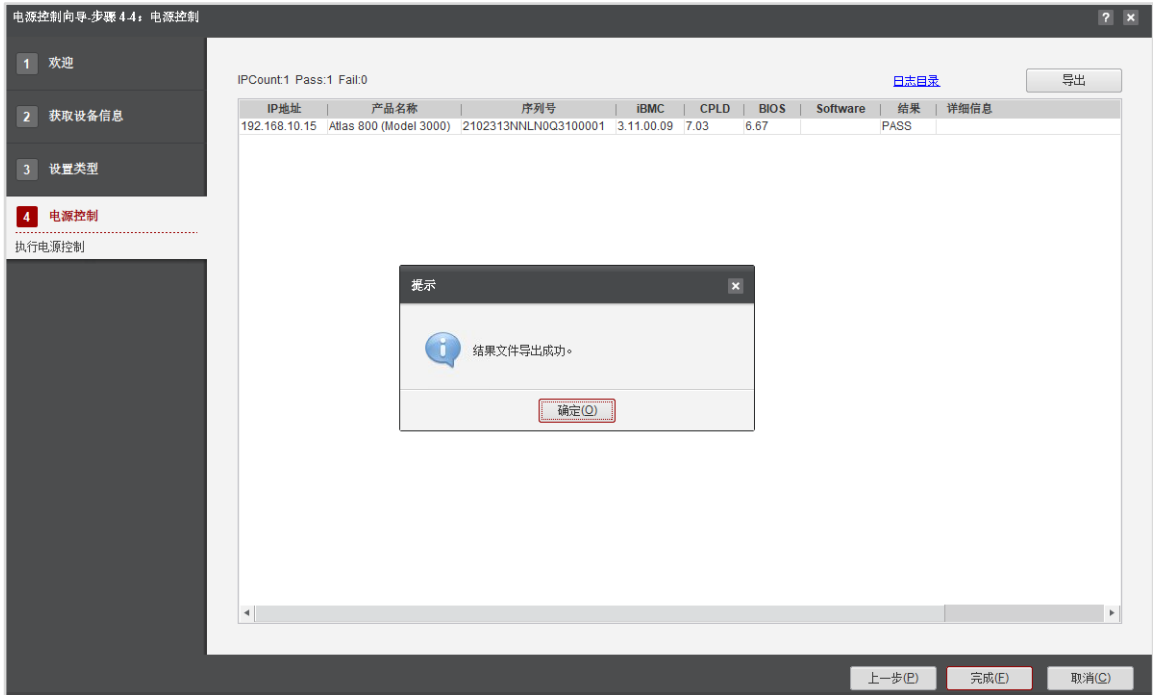 电源控制向导-步骤 4-4：电源控制
? ×
1 欢迎
2 获取设备信息
3 设置类型
4 电源控制
执行电源控制
IPCount:1 Pass:1 Fail:0
日志目录
导出
IP地址 产品名称 序列号 iBMC CPLD BIOS Software 结果 详细信息
192.168.10.15 Atlas 800 (Model 3000) 2102313NNLN0Q3100001 3.11.00.09 7.03 6.67 PASS
提示
i
结果文件导出成功。
确定(O)
上一步(P) 完成(F) 取消(C)